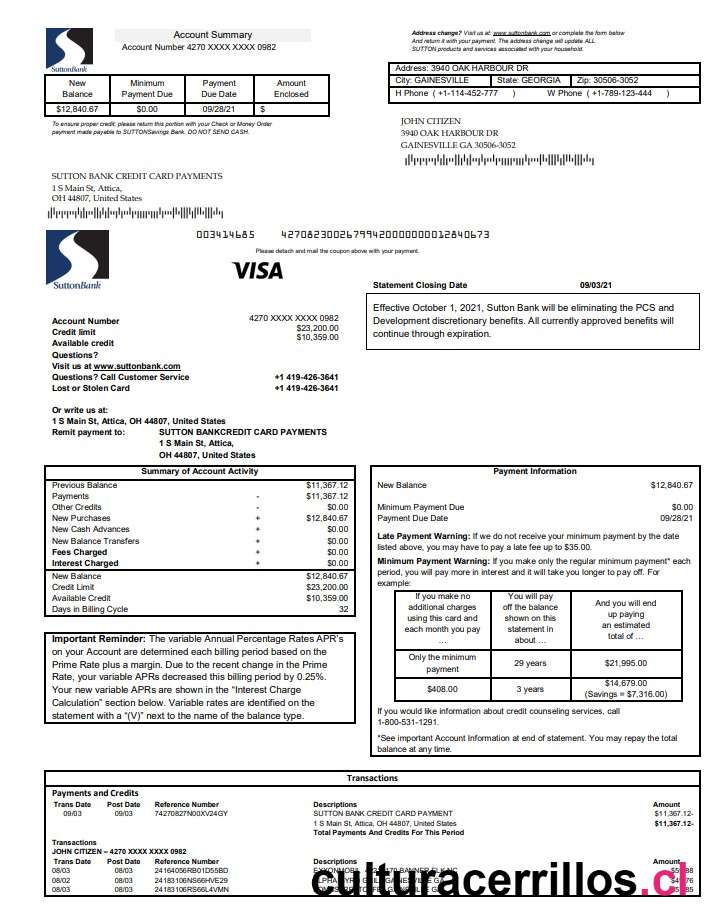 SuttonBank
Account Summary
Account Number 4270 XXXX XXXX 0982
New Balance Minimum Payment Due Payment Due Date Amount Enclosed
$12,840.67 $0.00 09/28/21 $
To ensure proper credit, please return this portion with your Check or Money Order
payment made payable to SUTTONSavings Bank. DO NOT SEND CASH.
Address change? Visit us at: www.suttonbank.com or complete the form below
And return it with your payment. The address change will update ALL
SUTTON products and services associated with your household.
Address: 3940 OAK HARBOUR DR
City: GAINESVILLE State: GEORGIA Zip: 30506-3052
H Phone ( +1-114-452-777 ) W Phone ( +1-789-123-444 )
JOHN CITIZEN
3940 OAK HARBOUR DR
GAINESVILLE GA 30506-3052
SUTTON BANK CREDIT CARD PAYMENTS
1 S Main St, Attica,
OH 44807, United States
003414685 4270823002679942000000001284067​3
Please detach and mail the coupon above with your payment.
SuttonBank
VISA
Statement Closing Date 09/03/21
Effective October 1, 2021, Sutton Bank will be eliminating the PCS and
Development discretionary benefits. All currently approved benefits will
continue through expiration.
Account Number 4270 XXXX XXXX 0982
Credit limit $23,200.00
Available credit $10,359.00
Questions?
Visit us at www.suttonbank.com
Questions? Call Customer Service +1 419-426-3641
Lost or Stolen Card +1 419-426-3641
Or write us at:
1 S Main St, Attica, OH 44807, United States
Remit payment to: SUTTON BANKCREDIT CARD PAYMENTS
1 S Main St, Attica,
OH 44807, United States
Summary of Account Activity
Previous Balance $11,367.12
Payments - $11,367.12
Other Credits - $0.00
New Purchases + $12,840.67
New Cash Advances + $0.00
New Balance Transfers + $0.00
Fees Charged + $0.00
Interest Charged + $0.00
New Balance $12,840.67
Credit Limit $23,200.00
Available Credit $10,359.00
Days in Billing Cycle 32
Important Reminder: The variable Annual Percentage Rates APR's
on your Account are determined each billing period based on the
Prime Rate plus a margin. Due to the recent change in the Prime
Rate, your variable APRs decreased this billing period by 0.25%.
Your new variable APRs are shown in the “Interest Charge
Calculation” section below. Variable rates are identified on the
statement with a “(V)” next to the name of the balance type.
Payment Information
New Balance $12,840.67
Minimum Payment Due $0.00
Payment Due Date 09/28/21
Late Payment Warning: If we do not receive your minimum payment by the date
listed above, you may have to pay a late fee up to $35.00.
Minimum Payment Warning: If you make only the regular minimum payment* each
period, you will pay more in interest and it will take you longer to pay off. For
example:
If you make no additional charges using this card and each month you pay …
You will pay off the balance shown on this statement in about …
And you will end up paying an estimated total of …
Only the minimum payment 29 years $21,995.00
$408.00 3 years $14,679.00 (Savings = $7,316.00)
If you would like information about credit counseling services, call
1-800-531-1291.
*See important Account Information at end of statement. You may repay the total
balance at any time.
Transactions
Payments and Credits
Trans Date Post Date Reference Number Descriptions Amount
09/03 09/03 74270827N00XV24GY SUTTON BANK CREDIT CARD PAYMENT $11,367.12-
1 S Main St, Attica, OH 44807, United States $11,367.12-
Total Payments And Credits For This Period
Transactions
JOHN CITIZEN – 4270 XXXX XXXX 0982
Trans Date Post Date Reference Number Descriptions Amount
08/03 08/03 24164056RB01D55BD
08/02 08/03 24183106NS66HVE29
08/03 08/03 24183106RS66L4VMN
culturacerrillos.cl